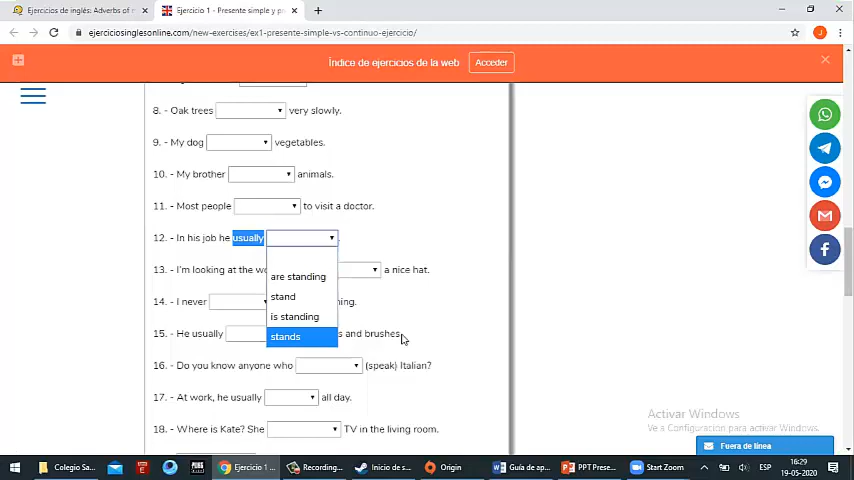 Ejercicios de inglés: Adverbs of m
Ejercicio 1 - Presente simple y p
ejerciciosinglesonline.com/new-exercises/ex1-presente-simple-vs-continuo-ejercicio/
J
Índice de ejercicios de la web Acceder
8. - Oak trees very slowly.
9. - My dog vegetables.
10. - My brother animals.
11. - Most people to visit a doctor.
12. - In his job he usually .
are standing
stand
is standing
stands
13. - I'm looking at the wo a nice hat.
14. - I never ning.
15. - He usually s and brushes.
16. - Do you know anyone who (speak) Italian?
17. - At work, he usually all day.
18. - Where is Kate? She TV in the living room.
Activar Windows
Ve a Configuración para activar Windows.
Fuera de línea
Colegio Sa...
Ejercicio 1 ...
Recording...
Inicio de s...
Origin
Guía de ap...
PPT Prese...
Start Zoom
ESP
16:29
19-05-2020